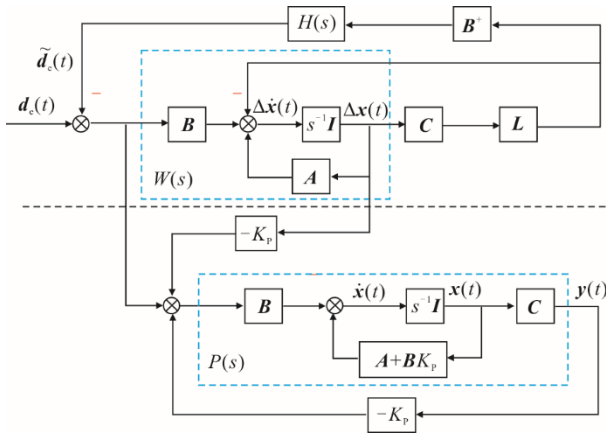 H(s)
B⁺
d̃ₑ(t)
−
−
dₑ(t)
B
Δẋ(t)
s⁻¹I
Δx(t)
C
L
A
W(s)
−K_P
B
ẋ(t)
s⁻¹I
x(t)
C
y(t)
A+BK_P
P(s)
−K_P